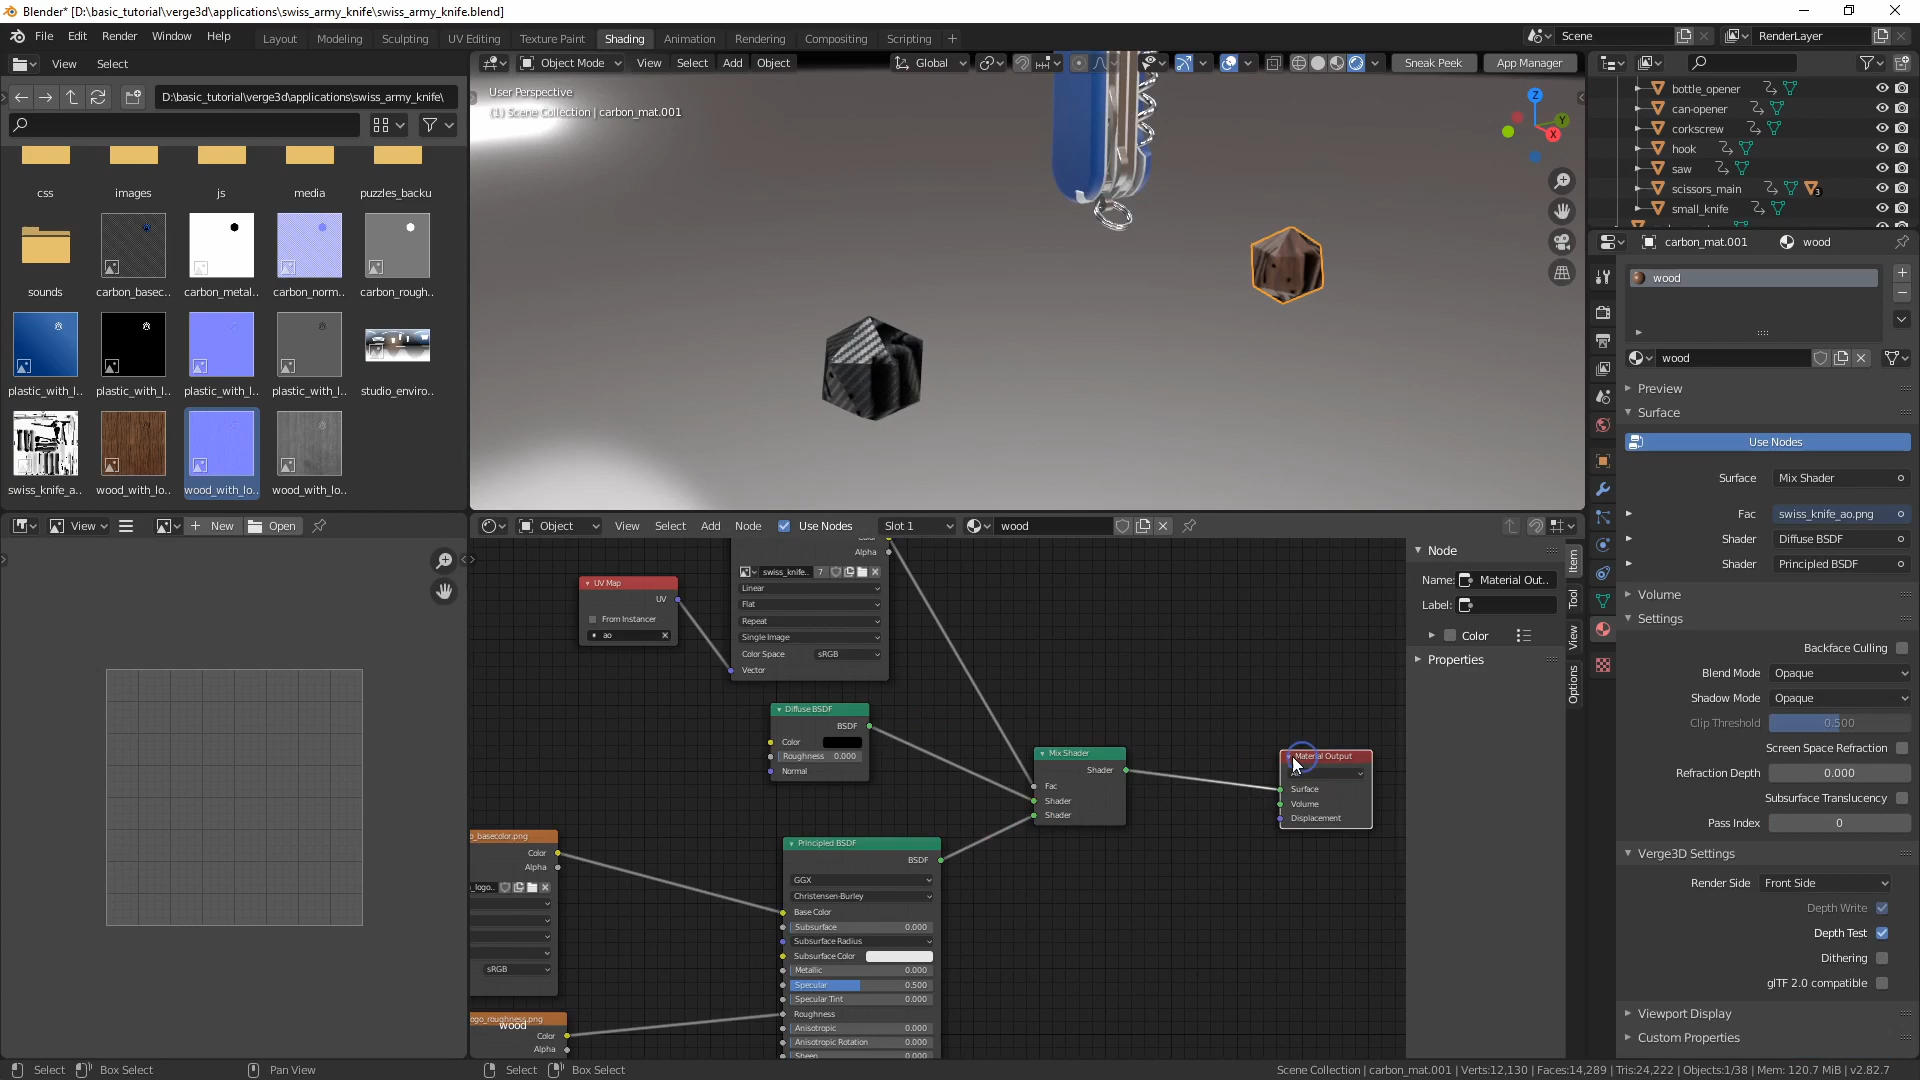 Blender* [D:\basic_tutorial\verge3d\applications\swiss_army_knife\swiss_army_knife.blend]
File Edit Render Window Help Layout Modeling Sculpting UV Editing Texture Paint Shading Animation Rendering Compositing Scripting + Scene RenderLayer
View Select
D:\basic_tutorial\verge3d\applications\swiss_army_knife\
css images js media puzzles_backu
sounds carbon_basec.. carbon_metal.. carbon_norm.. carbon_rough..
plastic_with_l.. plastic_with_l.. plastic_with_l.. plastic_with_l.. studio_enviro..
swiss_knife_a.. wood_with_lo.. wood_with_lo.. wood_with_lo..
Object Mode View Select Add Object Global Sneak Peek App Manager
User Perspective
(1) Scene Collection | carbon_mat.001
Z
Y
X
bottle_opener
can-opener
corkscrew
hook
saw
scissors_main 3
small_knife
carbon_mat.001 wood
wood
wood
Preview
Surface
Use Nodes
Surface Mix Shader
Fac swiss_knife_ao.png
Shader Diffuse BSDF
Shader Principled BSDF
Volume
Settings
Backface Culling
Blend Mode Opaque
Shadow Mode Opaque
Clip Threshold 0.500
Screen Space Refraction
Refraction Depth 0.000
Subsurface Translucency
Pass Index 0
Verge3D Settings
Render Side Front Side
Depth Write
Depth Test
Dithering
glTF 2.0 compatible
Viewport Display
Custom Properties
View New Open
Object View Select Add Node Use Nodes Slot 1 wood
Alpha
swiss_knife.. 7
Linear
Flat
Repeat
Single Image
Color Space sRGB
Vector
UV Map
UV
From Instancer
ao
Diffuse BSDF
BSDF
Color
Roughness 0.000
Normal
Mix Shader
Shader
Fac
Shader
Shader
Material Output
Surface
Volume
Displacement
o_basecolor.png
Color
Alpha
_logo..
sRGB
ogo_roughness.png
wood
Color
Alpha
Principled BSDF
BSDF
GGX
Christensen-Burley
Base Color
Subsurface 0.000
Subsurface Radius
Subsurface Color
Metallic 0.000
Specular 0.500
Specular Tint 0.000
Roughness
Anisotropic 0.000
Anisotropic Rotation 0.000
Sheen 0.000
Node
Name: Material Out..
Label:
Color
Properties
Item
Tool
View
Options
Select Box Select Pan View Select Box Select
Scene Collection | carbon_mat.001 | Verts:12,130 | Faces:14,289 | Tris:24,222 | Objects:1/38 | Mem: 120.7 MiB | v2.82.7